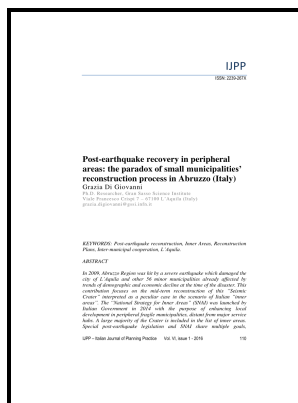 IJPP
ISSN: 2239-267X
Post-earthquake recovery in peripheral
areas: the paradox of small municipalities'
reconstruction process in Abruzzo (Italy)
Grazia Di Giovanni
Ph.D. Researcher, Gran Sasso Science Institute
Viale Francesco Crispi 7 – 67100 L'Aquila (Italy)
grazia.digiovanni@gssi.infn.it
KEYWORDS: Post-earthquake reconstruction, Inner Areas, Reconstruction
Plans, Inter-municipal cooperation, L'Aquila
ABSTRACT
In 2009, Abruzzo Region was hit by a severe earthquake which damaged the
city of L'Aquila and other 56 minor municipalities already affected by
trends of demographic and economic decline at the time of the disaster. This
contribution focuses on the mid-term reconstruction of this "Seismic
Crater" interpreted as a peculiar case in the scenario of Italian "inner
areas". The "National Strategy for Inner Areas" (SNAI) was launched by
Italian Government in 2014 with the purpose of enhancing local
development in peripheral fragile municipalities, distant from major service
hubs. A large majority of the Crater is included in the list of inner areas.
Special post-earthquake legislation and SNAI share multiple goals,
IJPP – Italian Journal of Planning Practice Vol. VI, issue 1 - 2016 110